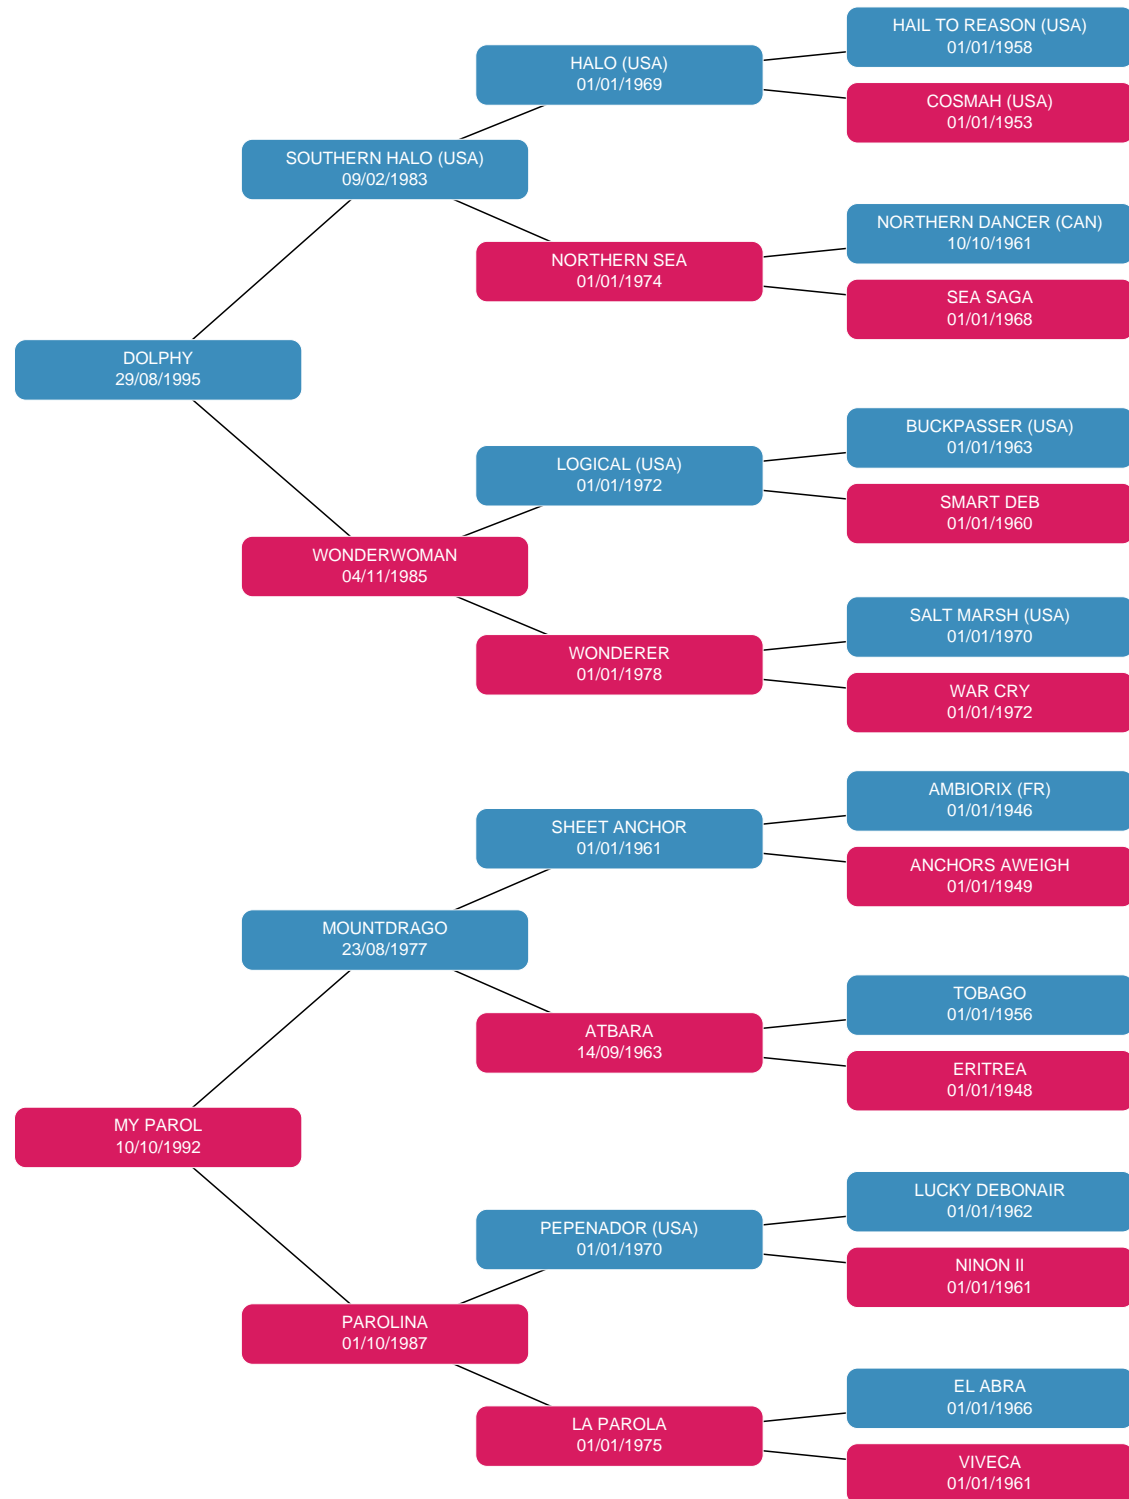 HAIL TO REASON (USA)
01/01/1958
HALO (USA)
01/01/1969
COSMAH (USA)
01/01/1953
SOUTHERN HALO (USA)
09/02/1983
NORTHERN DANCER (CAN)
10/10/1961
NORTHERN SEA
01/01/1974
SEA SAGA
01/01/1968
DOLPHY
29/08/1995
BUCKPASSER (USA)
01/01/1963
LOGICAL (USA)
01/01/1972
SMART DEB
01/01/1960
WONDERWOMAN
04/11/1985
SALT MARSH (USA)
01/01/1970
WONDERER
01/01/1978
WAR CRY
01/01/1972
AMBIORIX (FR)
01/01/1946
SHEET ANCHOR
01/01/1961
ANCHORS AWEIGH
01/01/1949
MOUNTDRAGO
23/08/1977
TOBAGO
01/01/1956
ATBARA
14/09/1963
ERITREA
01/01/1948
MY PAROL
10/10/1992
LUCKY DEBONAIR
01/01/1962
PEPENADOR (USA)
01/01/1970
NINON II
01/01/1961
PAROLINA
01/10/1987
EL ABRA
01/01/1966
LA PAROLA
01/01/1975
VIVECA
01/01/1961